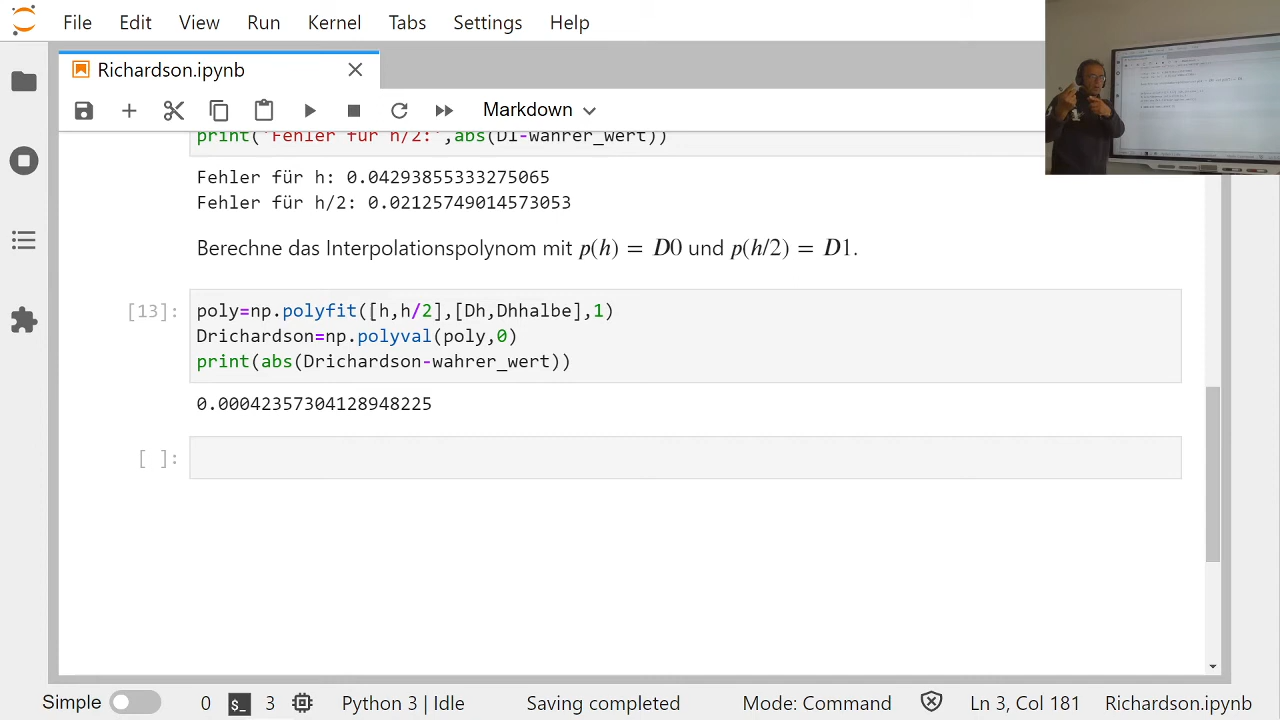 File Edit View Run Kernel Tabs Settings Help
Richardson.ipynb
Markdown
print('Fehler für h/2:',abs(D1-wahrer_wert))
Fehler für h: 0.04293855333275065
Fehler für h/2: 0.02125749014573053
Berechne das Interpolationspolynom mit p(h) = D0 und p(h/2) = D1.
[13]: poly=np.polyfit([h,h/2],[Dh,Dhhalbe],1)
Drichardson=np.polyval(poly,0)
print(abs(Drichardson-wahrer_wert))
0.00042357304128948225
[ ]:
Simple 0 $_ 3 Python 3 | Idle Saving completed Mode: Command Ln 3, Col 181 Richardson.ipynb